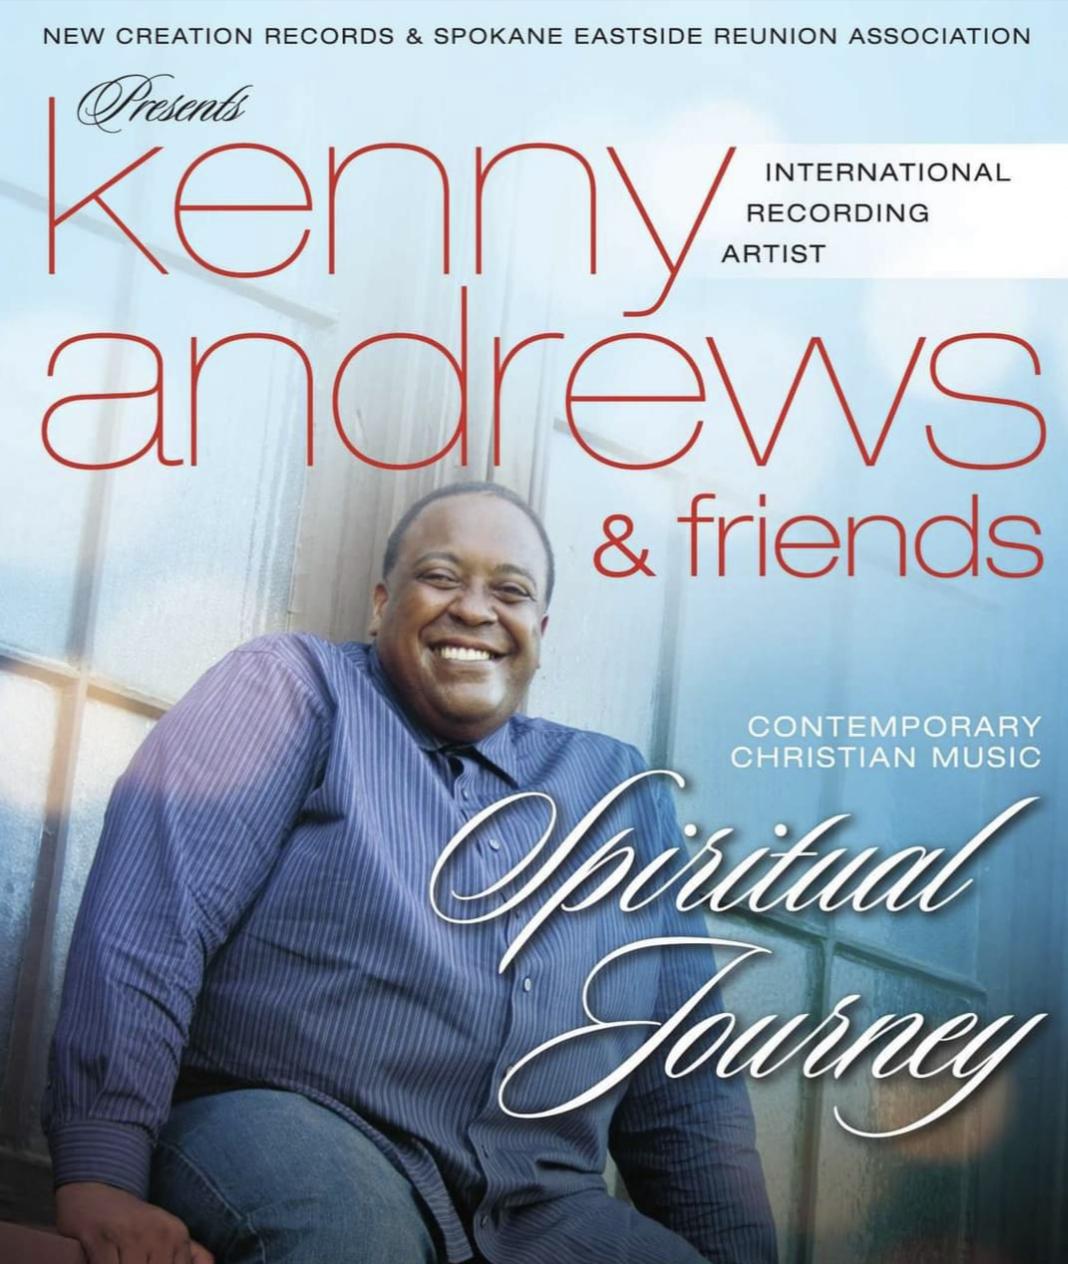 NEW CREATION RECORDS & SPOKANE EASTSIDE REUNION ASSOCIATION
Presents
kenny
INTERNATIONAL
RECORDING
ARTIST
andrews
& friends
CONTEMPORARY
CHRISTIAN MUSIC
Spiritual
Journey